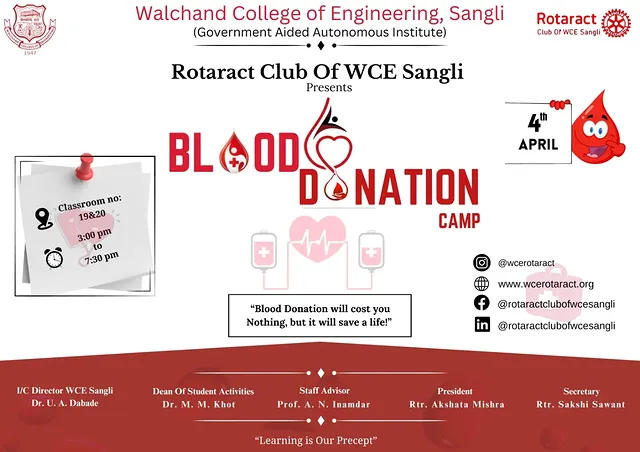 Walchand College of Engineering, Sangli
(Government Aided Autonomous Institute)
1947
Rotaract
Club Of WCE Sangli
Rotaract Club Of WCE Sangli
Presents
BLOOD
DONATION
CAMP
4th
APRIL
Classroom no:
19&20
3:00 pm
to
7:30 pm
@wcerotaract
www.wcerotaract.org
@rotaractclubofwcesangli
@rotaractclubofwcesangli
“Blood Donation will cost you
Nothing, but it will save a life!”
I/C Director WCE Sangli
Dr. U. A. Dabade
Dean Of Student Activities
Dr. M. M. Khot
Staff Advisor
Prof. A. N. Inamdar
President
Rtr. Akshata Mishra
Secretary
Rtr. Sakshi Sawant
“Learning is Our Precept”